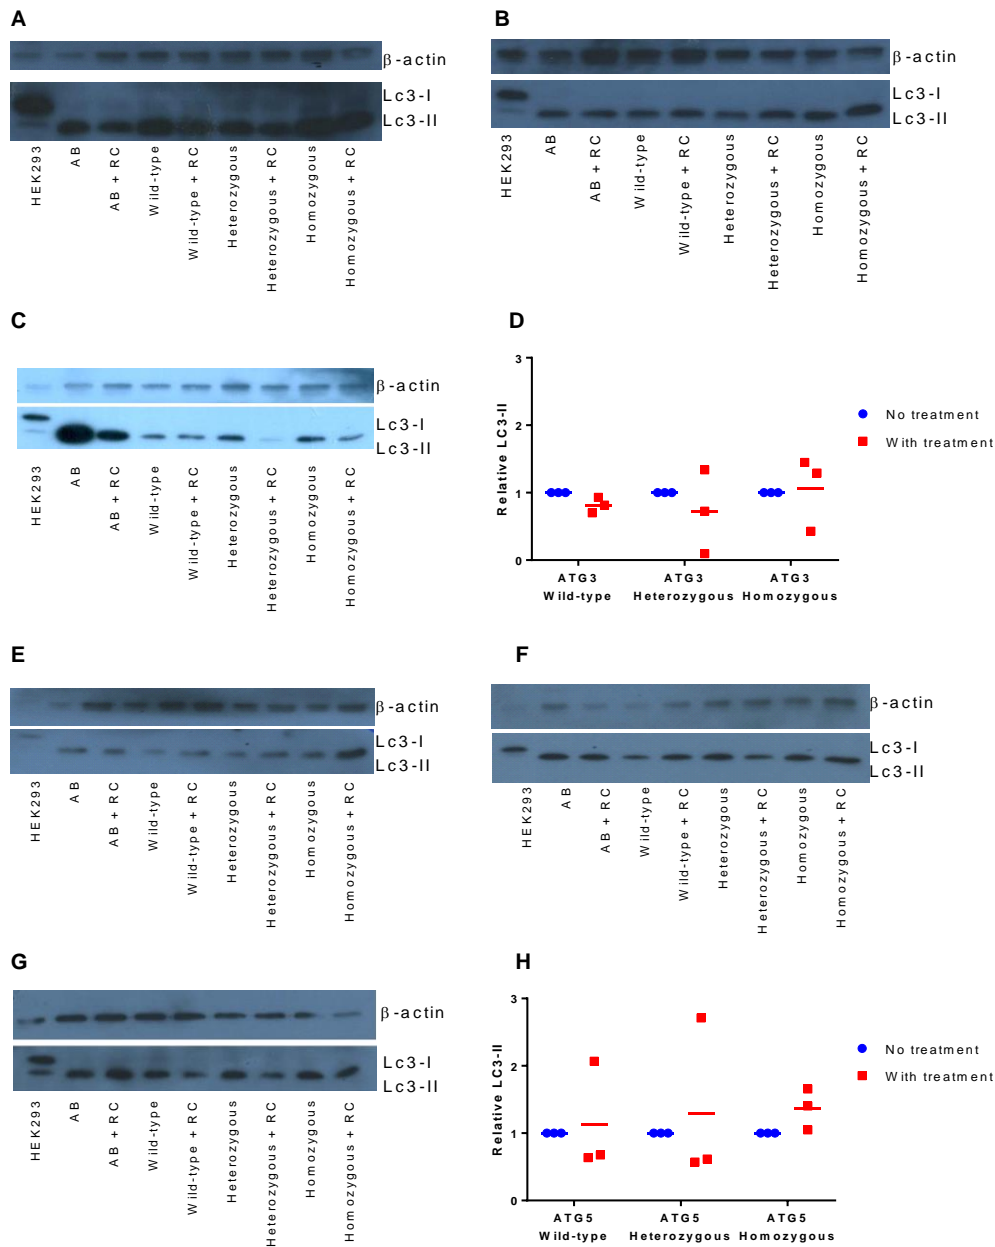 A
β-actin
Lc3-I
Lc3-II
HEK293
AB
AB + RC
Wild-type
Wild-type + RC
Heterozygous
Heterozygous + RC
Homozygous
Homozygous + RC
B
β-actin
Lc3-I
Lc3-II
HEK293
AB
AB + RC
Wild-type
Wild-type + RC
Heterozygous
Heterozygous + RC
Homozygous
Homozygous + RC
C
β-actin
Lc3-I
Lc3-II
HEK293
AB
AB + RC
Wild-type
Wild-type + RC
Heterozygous
Heterozygous + RC
Homozygous
Homozygous + RC
D
Relative LC3-II
3
2
1
0
ATG3
Wild-type
ATG3
Heterozygous
ATG3
Homozygous
No treatment
With treatment
E
β-actin
Lc3-I
Lc3-II
HEK293
AB
AB + RC
Wild-type
Wild-type + RC
Heterozygous
Heterozygous + RC
Homozygous
Homozygous + RC
F
β-actin
Lc3-I
Lc3-II
HEK293
AB
AB + RC
Wild-type
Wild-type + RC
Heterozygous
Heterozygous + RC
Homozygous
Homozygous + RC
G
β-actin
Lc3-I
Lc3-II
HEK293
AB
AB + RC
Wild-type
Wild-type + RC
Heterozygous
Heterozygous + RC
Homozygous
Homozygous + RC
H
Relative LC3-II
3
2
1
0
ATG5
Wild-type
ATG5
Heterozygous
ATG5
Homozygous
No treatment
With treatment